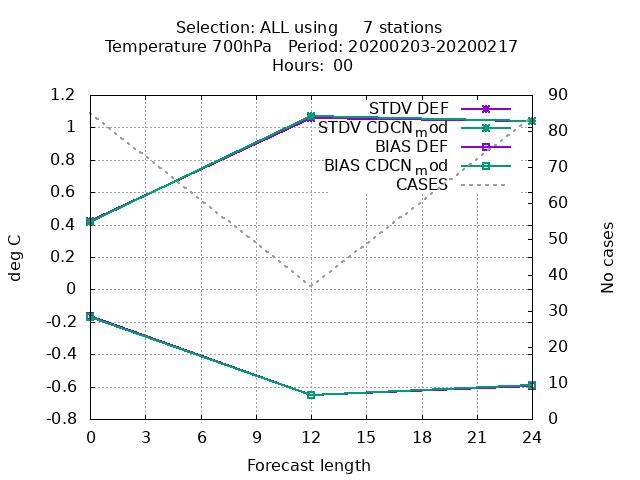 Selection: ALL using 7 stations
Temperature 700hPa Period: 20200203-20200217
Hours: 00
STDV DEF
STDV CDCN_mod
BIAS DEF
BIAS CDCN_mod
CASES
deg C
1.2
1
0.8
0.6
0.4
0.2
0
-0.2
-0.4
-0.6
-0.8
No cases
90
80
70
60
50
40
30
20
10
0
0 3 6 9 12 15 18 21 24
Forecast length